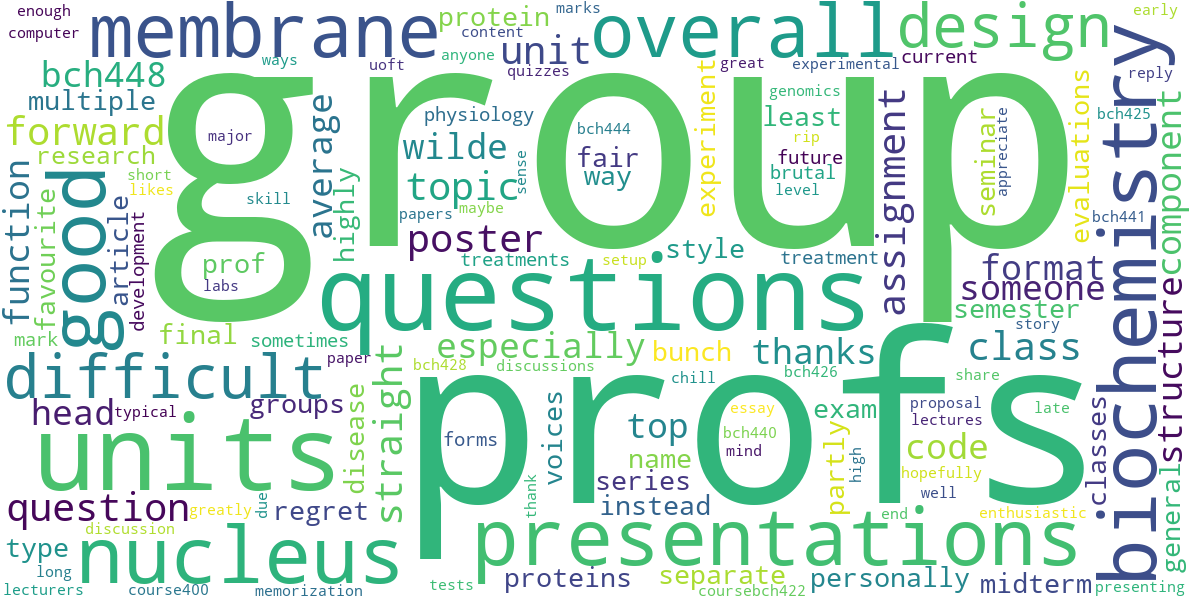 enough
computer
membrane
protein
marks
content
unit
anyone
quizzes
overall
design
early
current
reply
bch448
ways
uoft
great
experimental
multiple
physiology
bch444
genomics
bch425
least
rip
forward
major
group
wilde
fair
way
future
brutal
level
research
short
likes
skill
topic
sense
experiment
seminar
appreciate
evaluations
component
function
favourite
good
article
development
average
highly
papers
maybe
assignment
bch441
biochemistry
prof
labs
poster
treatments
setup
style
treatment
format
someone
semester
structure
mark
final
sometimes
questions
story
difficult
paper
especially
bunch
thanks
class
bch428
discussions
chill
bch426
share
head
typical
groups
disease
straight
profs
forms
voices
top
essay
bch440
mind
exam
proposal
lectures
late
classes
units
name
partly
high
code
hopefully
general
question
greatly
due
regret
thank
series
instead
well
end
enthusiastic
discussion
type
nucleus
presentations
long
lecturers
course400
memorization
tests
proteins
separate
coursebch422
personally
midterm
presenting